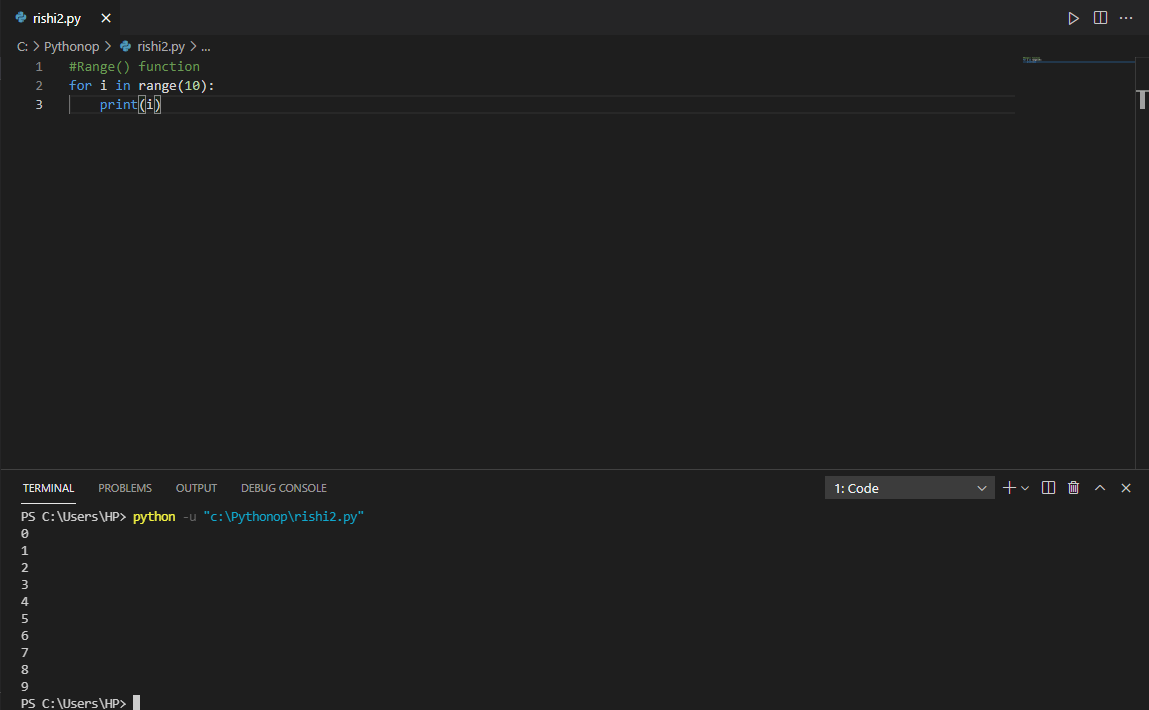 rishi2.py
C: > Pythonop > rishi2.py > ...
1 #Range() function
2 for i in range(10):
3     print(i)
TERMINAL PROBLEMS OUTPUT DEBUG CONSOLE 1: Code
PS C:\Users\HP> python -u "c:\Pythonop\rishi2.py"
0
1
2
3
4
5
6
7
8
9
PS C:\Users\HP>